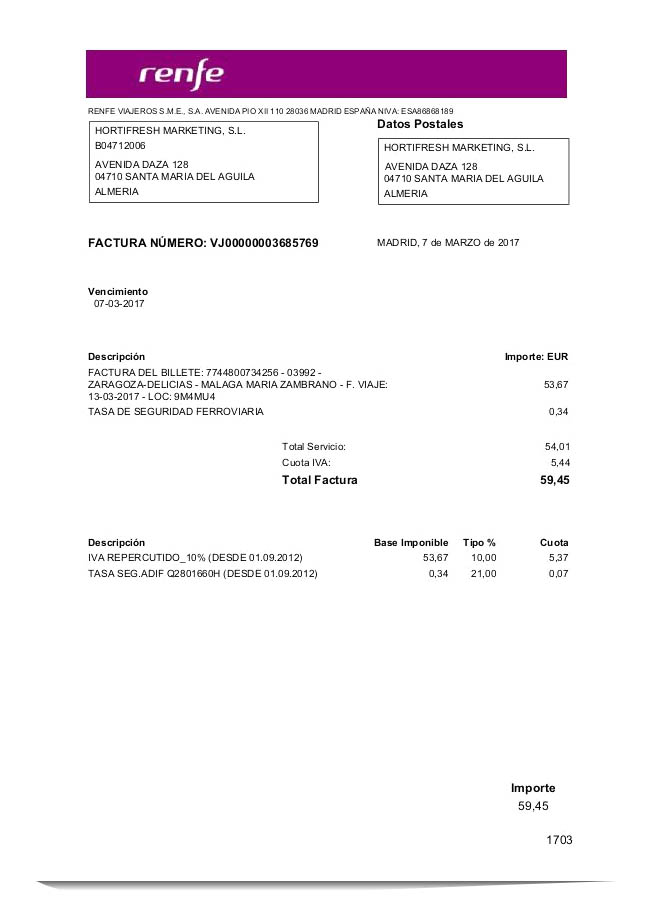 renfe
RENFE VIAJEROS S.M.E., S.A. AVENIDA PIO XII 110 28036 MADRID ESPAÑA NIVA: ESA86868189
HORTIFRESH MARKETING, S.L.
B04712006
AVENIDA DAZA 128
04710 SANTA MARIA DEL AGUILA
ALMERIA
Datos Postales
HORTIFRESH MARKETING, S.L.
AVENIDA DAZA 128
04710 SANTA MARIA DEL AGUILA
ALMERIA
FACTURA NÚMERO: VJ00000003685769 MADRID, 7 de MARZO de 2017
Vencimiento
07-03-2017
Descripción Importe: EUR
FACTURA DEL BILLETE: 7744800734256 - 03992 -
ZARAGOZA-DELICIAS - MALAGA MARIA ZAMBRANO - F. VIAJE: 53,67
13-03-2017 - LOC: 9M4MU4
TASA DE SEGURIDAD FERROVIARIA 0,34
Total Servicio: 54,01
Cuota IVA: 5,44
Total Factura 59,45
Descripción Base Imponible Tipo % Cuota
IVA REPERCUTIDO_10% (DESDE 01.09.2012) 53,67 10,00 5,37
TASA SEG.ADIF Q2801660H (DESDE 01.09.2012) 0,34 21,00 0,07
Importe
59,45
1703